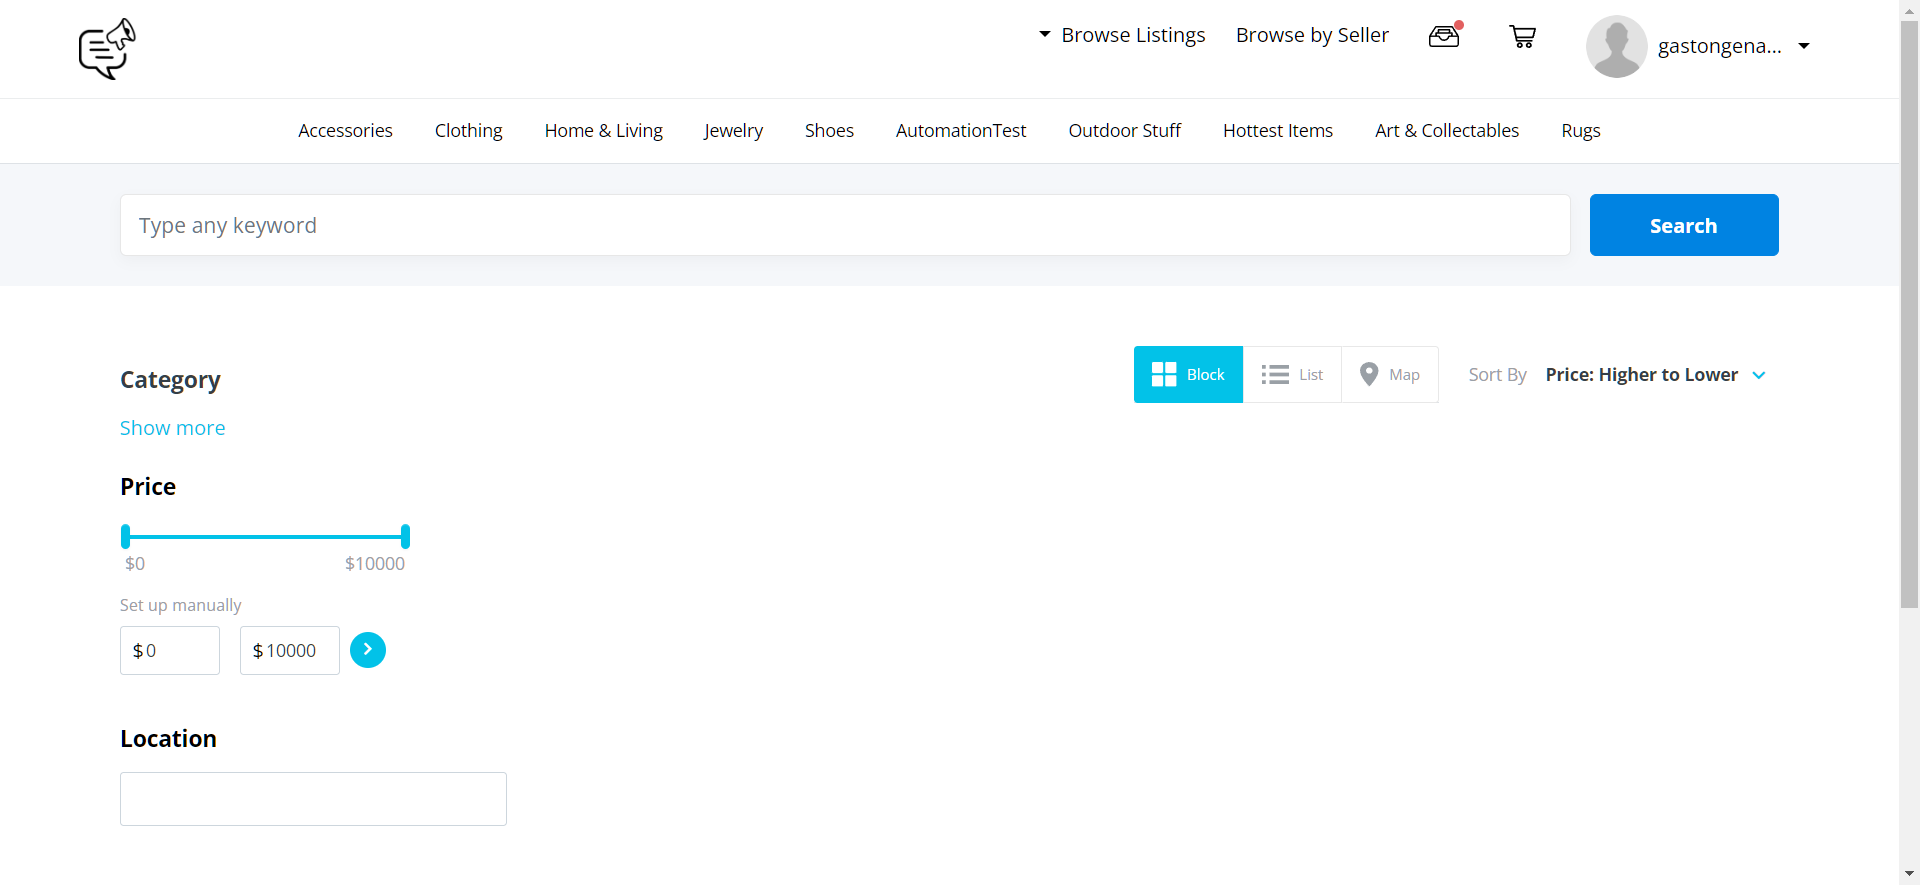 Browse Listings Browse by Seller gastongena...
Accessories Clothing Home & Living Jewelry Shoes AutomationTest Outdoor Stuff Hottest Items Art & Collectables Rugs
Type any keyword Search
Category
Block List Map Sort By Price: Higher to Lower
Show more
Price
$0 $10000
Set up manually
$ 0 $ 10000
Location